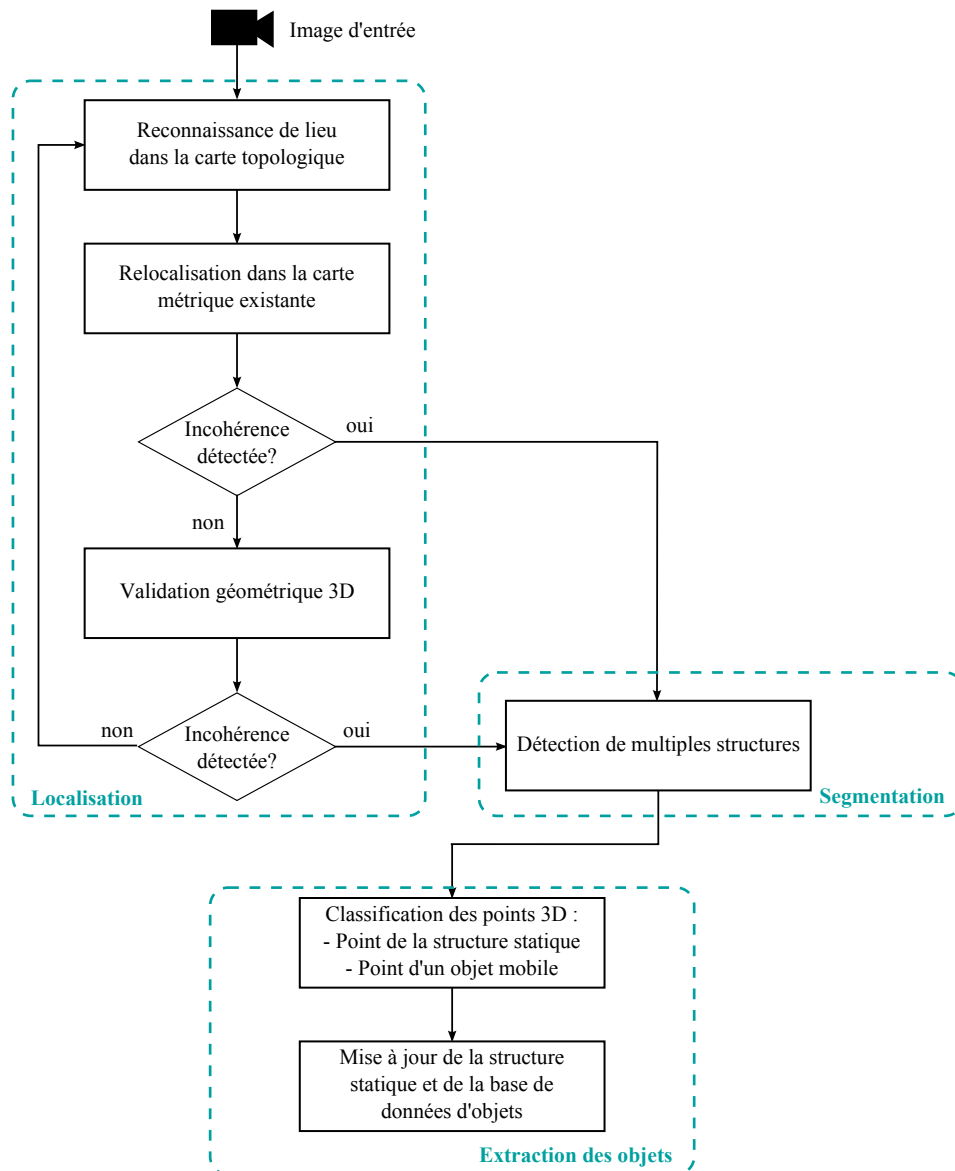 Image d'entrée
Reconnaissance de lieu
dans la carte topologique
Relocalisation dans la carte
métrique existante
Incohérence
détectée?
oui
non
Validation géométrique 3D
non
Incohérence
détectée?
oui
Détection de multiples structures
Localisation
Segmentation
Classification des points 3D :
- Point de la structure statique
- Point d'un objet mobile
Mise à jour de la structure
statique et de la base de
données d'objets
Extraction des objets